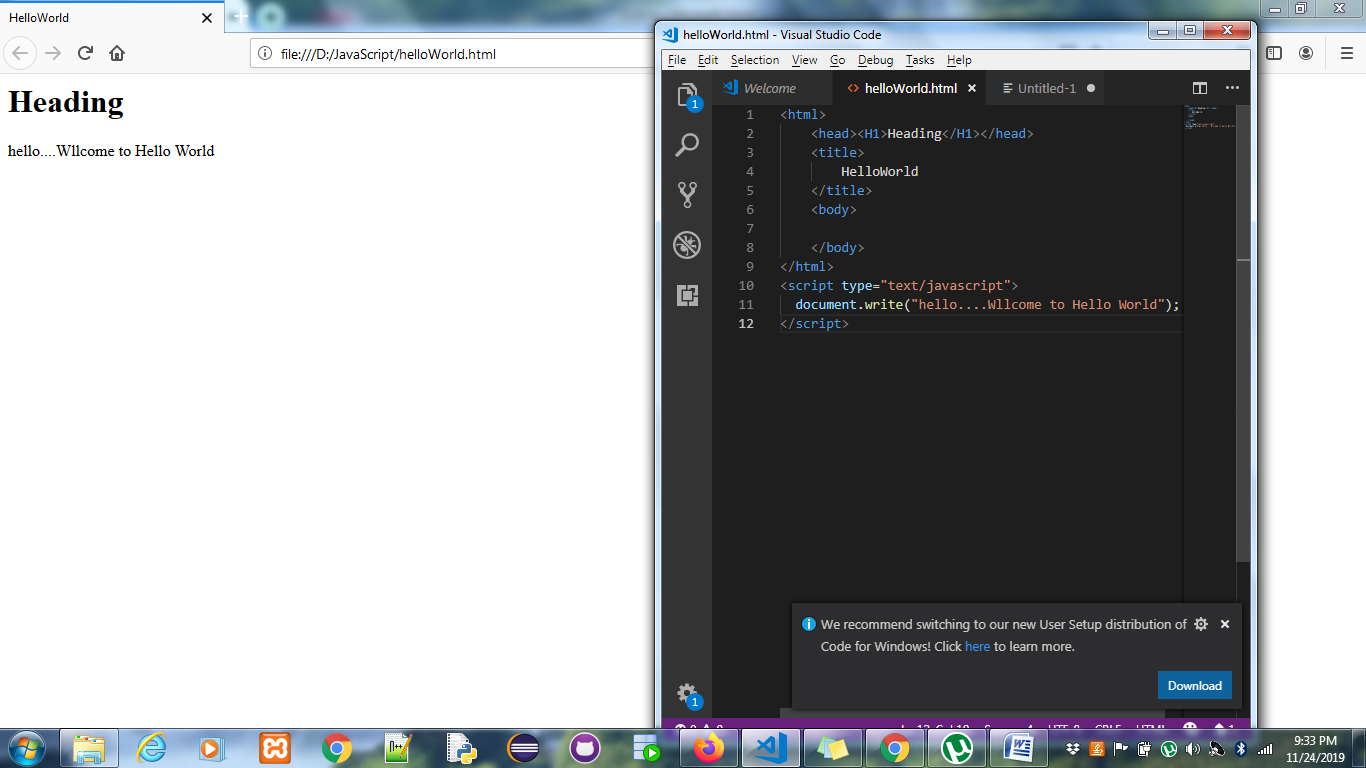 HelloWorld
file:///D:/JavaScript/helloWorld.html
Heading
hello....Wllcome to Hello World
helloWorld.html - Visual Studio Code
File Edit Selection View Go Debug Tasks Help
Welcome helloWorld.html Untitled-1
1 <html>
2 <head><H1>Heading</H1></head>
3 <title>
4 HelloWorld
5 </title>
6 <body>
7
8 </body>
9 </html>
10 <script type="text/javascript">
11 document.write("hello....Wllcome to Hello World");
12 </script>
1
1
We recommend switching to our new User Setup distribution of
Code for Windows! Click here to learn more.
Download
9:33 PM
11/24/2019